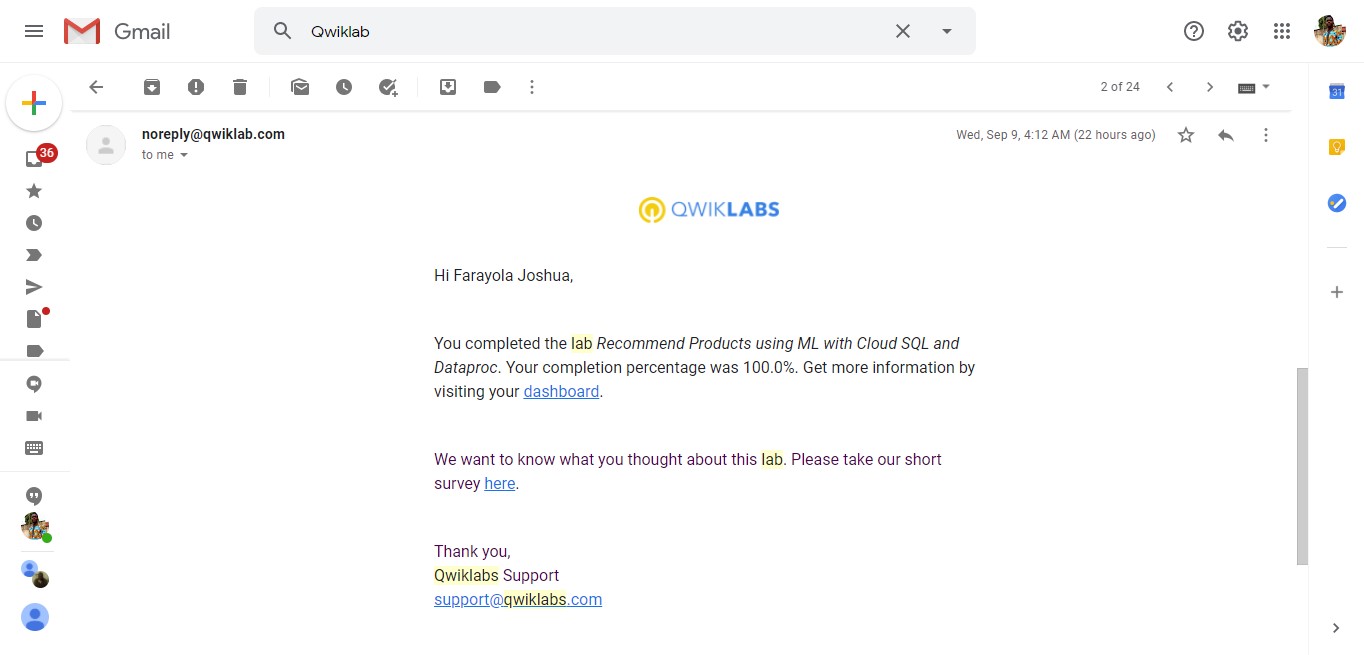 Gmail
Qwiklab
2 of 24
noreply@qwiklab.com
Wed, Sep 9, 4:12 AM (22 hours ago)
to me
36
31
QWIKLABS
Hi Farayola Joshua,
You completed the lab Recommend Products using ML with Cloud SQL and
Dataproc. Your completion percentage was 100.0%. Get more information by
visiting your dashboard.
We want to know what you thought about this lab. Please take our short
survey here.
Thank you,
Qwiklabs Support
support@qwiklabs.com